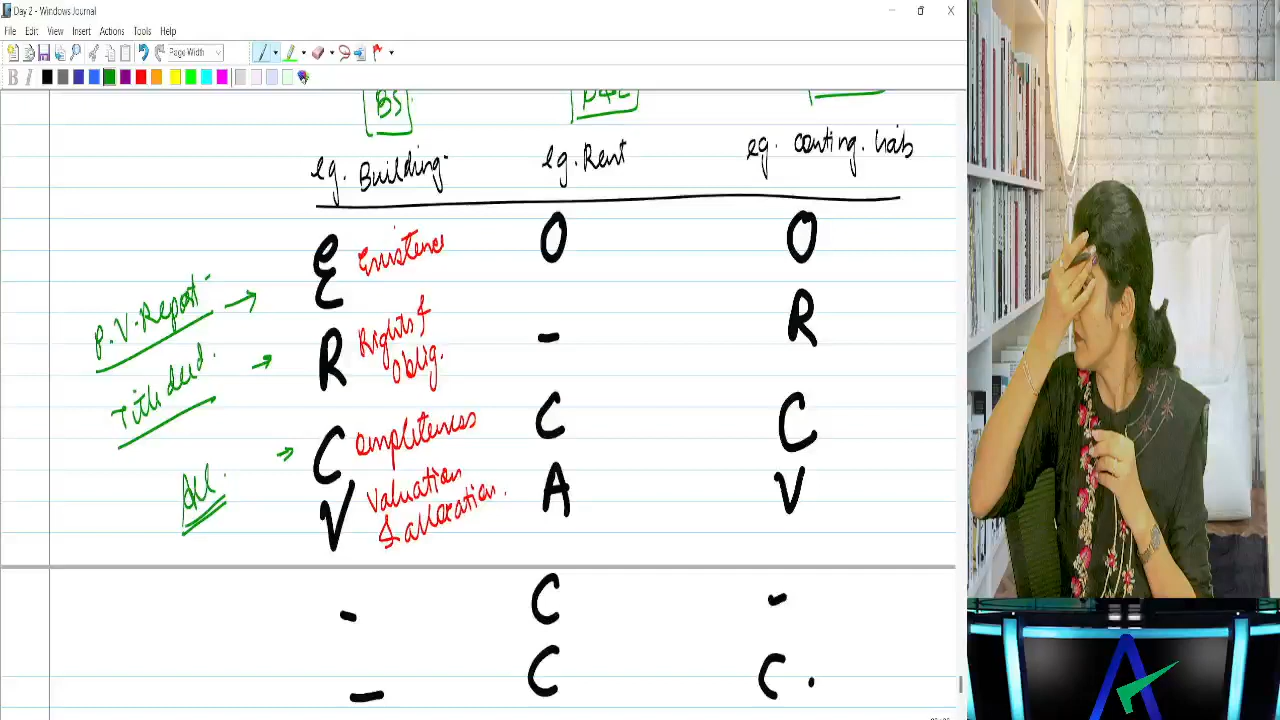 Day 2 - Windows Journal
File Edit View Insert Actions Tools Help
Page Width
B I
BS P&L
eg. Building eg. Rent eg. conting. liab
E Existence O O
P.V. Report → E
R Rights & Oblig. - R
Title deed. →
All. → C ompleteness C C
V Valuation & allocation. A V
- C -
- C C.